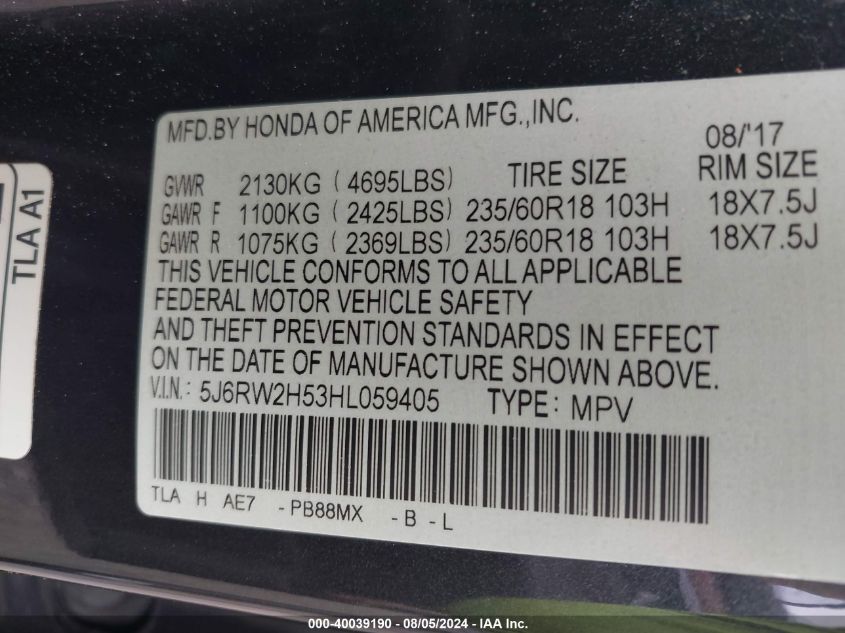 MFD.BY HONDA OF AMERICA MFG.,INC.
08/'17
GVWR 2130KG ( 4695LBS) TIRE SIZE RIM SIZE
GAWR F 1100KG ( 2425LBS) 235/60R18 103H 18X7.5J
GAWR R 1075KG ( 2369LBS) 235/60R18 103H 18X7.5J
THIS VEHICLE CONFORMS TO ALL APPLICABLE
FEDERAL MOTOR VEHICLE SAFETY
AND THEFT PREVENTION STANDARDS IN EFFECT
ON THE DATE OF MANUFACTURE SHOWN ABOVE.
V.I.N.: 5J6RW2H53HL059405 TYPE: MPV
TLA H AE7 - PB88MX - B - L
TLA A1
000-40039190 - 08/05/2024 - IAA Inc.